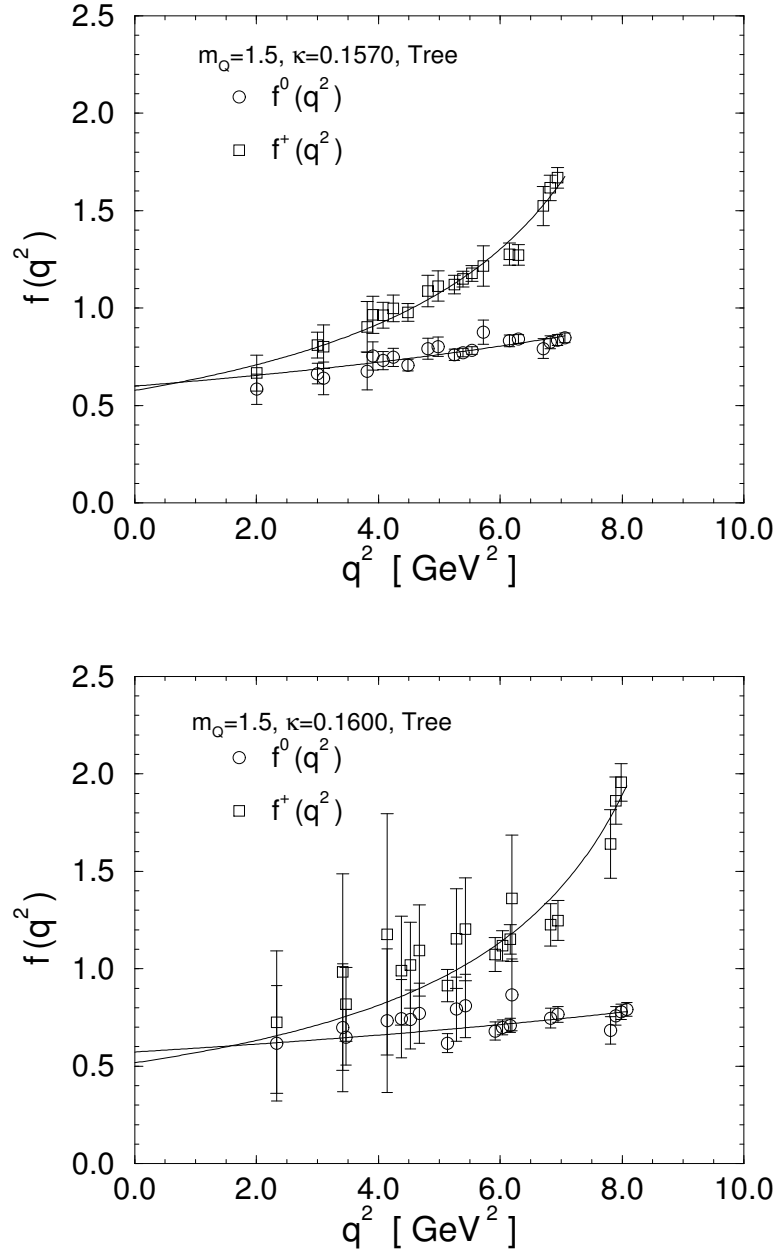 2.5
m_Q=1.5, κ=0.1570, Tree
f^0(q^2)
2.0
f^+(q^2)
1.5
f(q^2)
1.0
0.5
0.0
0.0 2.0 4.0 6.0 8.0 10.0
q^2 [ GeV^2 ]
2.5
m_Q=1.5, κ=0.1600, Tree
f^0(q^2)
2.0
f^+(q^2)
1.5
f(q^2)
1.0
0.5
0.0
0.0 2.0 4.0 6.0 8.0 10.0
q^2 [ GeV^2 ]